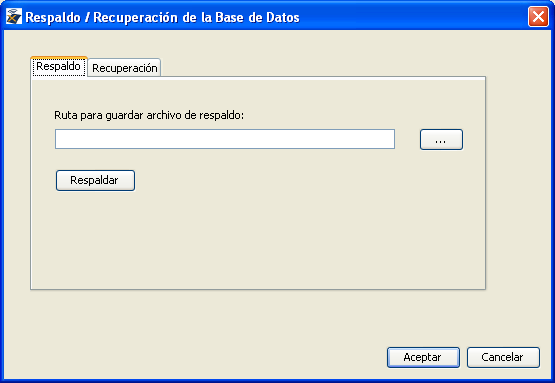 Respaldo / Recuperación de la Base de Datos
Respaldo
Recuperación
Ruta para guardar archivo de respaldo:
...
Respaldar
Aceptar
Cancelar